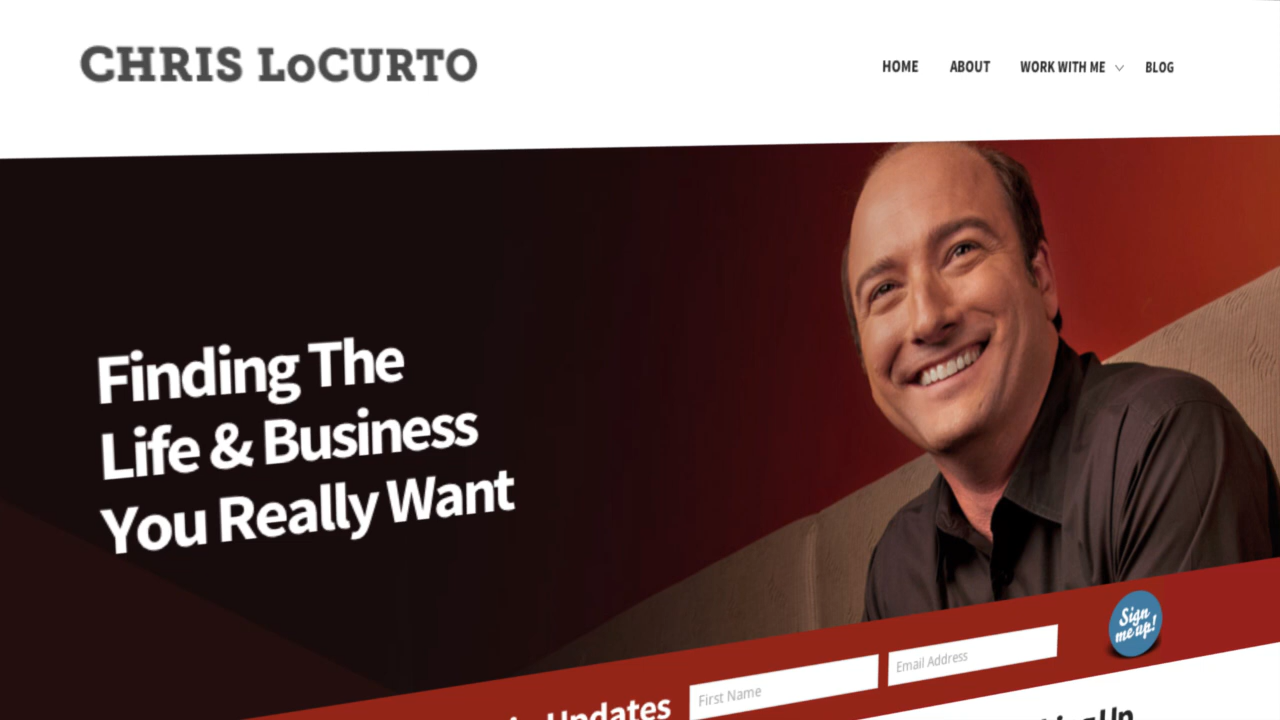 CHRIS LoCURTO
HOME ABOUT WORK WITH ME BLOG
Finding The
Life & Business
You Really Want
Updates
First Name
Email Address
Sign
me up!
Up